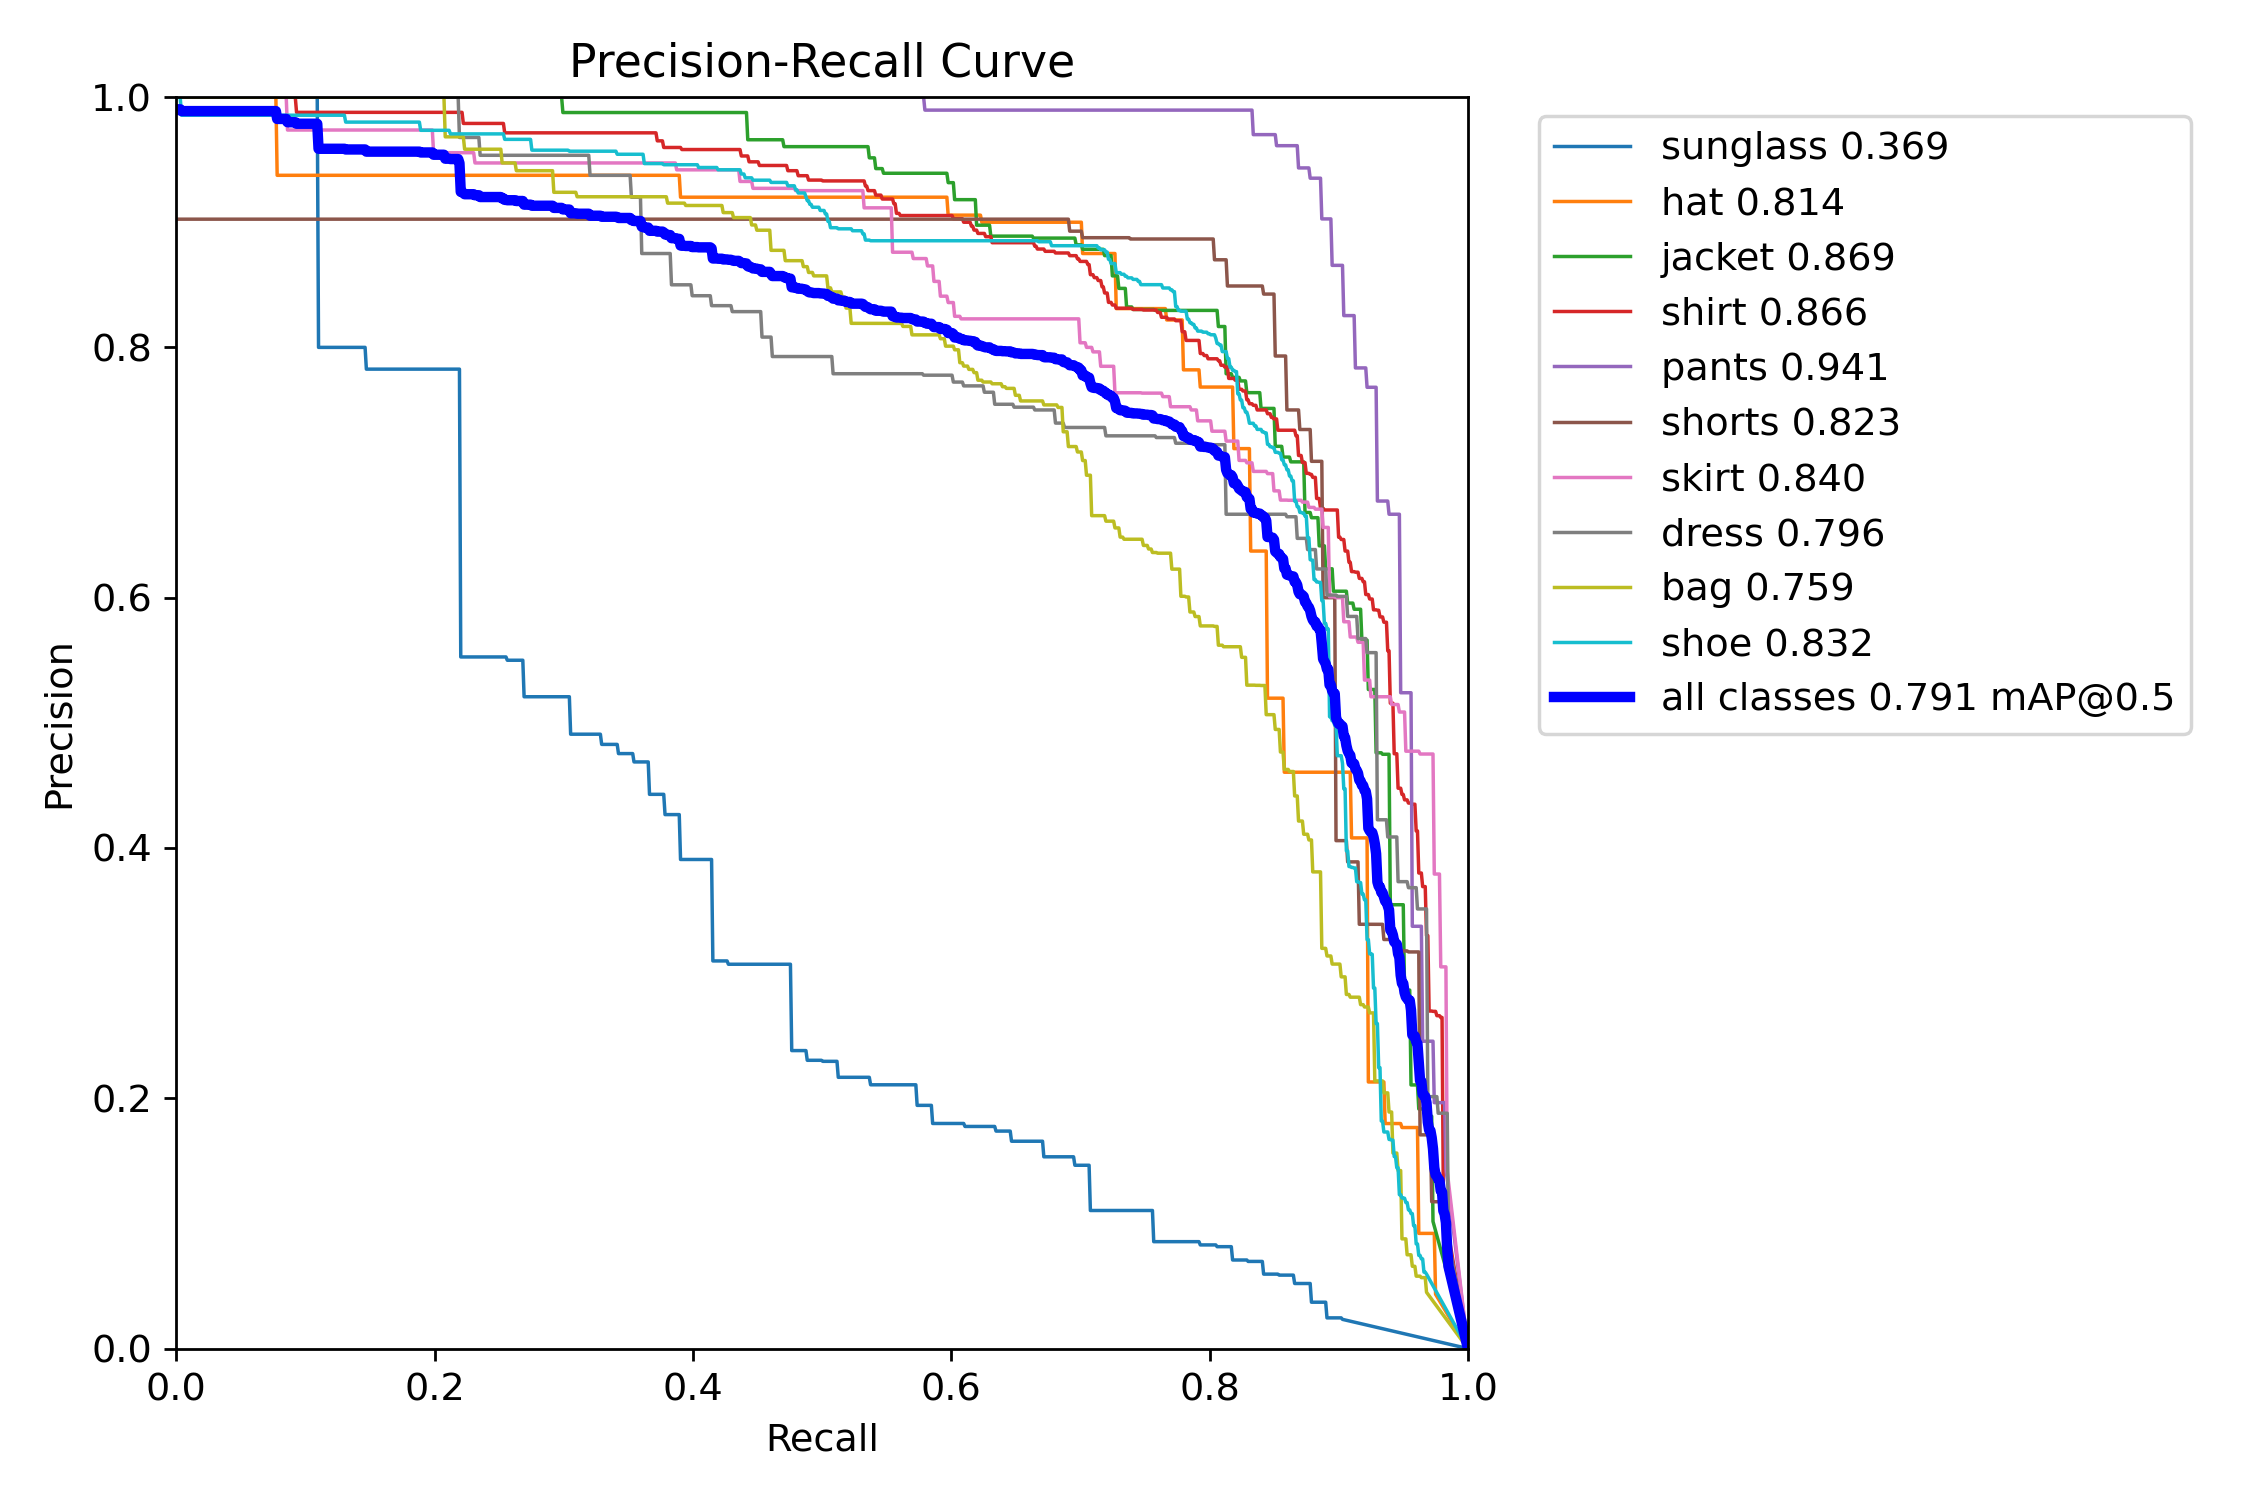 Precision-Recall Curve
1.0
0.8
0.6
0.4
0.2
0.0
Precision
0.0 0.2 0.4 0.6 0.8 1.0
Recall
sunglass 0.369
hat 0.814
jacket 0.869
shirt 0.866
pants 0.941
shorts 0.823
skirt 0.840
dress 0.796
bag 0.759
shoe 0.832
all classes 0.791 mAP@0.5